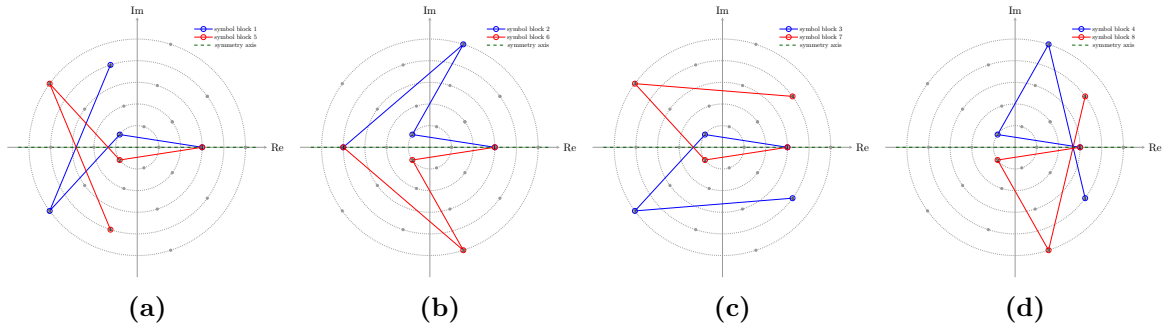 Im
symbol block 1
symbol block 5
symmetry axis
Re
(a)
Im
symbol block 2
symbol block 6
symmetry axis
Re
(b)
Im
symbol block 3
symbol block 7
symmetry axis
Re
(c)
Im
symbol block 4
symbol block 8
symmetry axis
Re
(d)